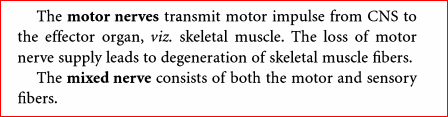 The motor nerves transmit motor impulse from CNS to
the effector organ, viz. skeletal muscle. The loss of motor
nerve supply leads to degeneration of skeletal muscle fibers.
The mixed nerve consists of both the motor and sensory
fibers.